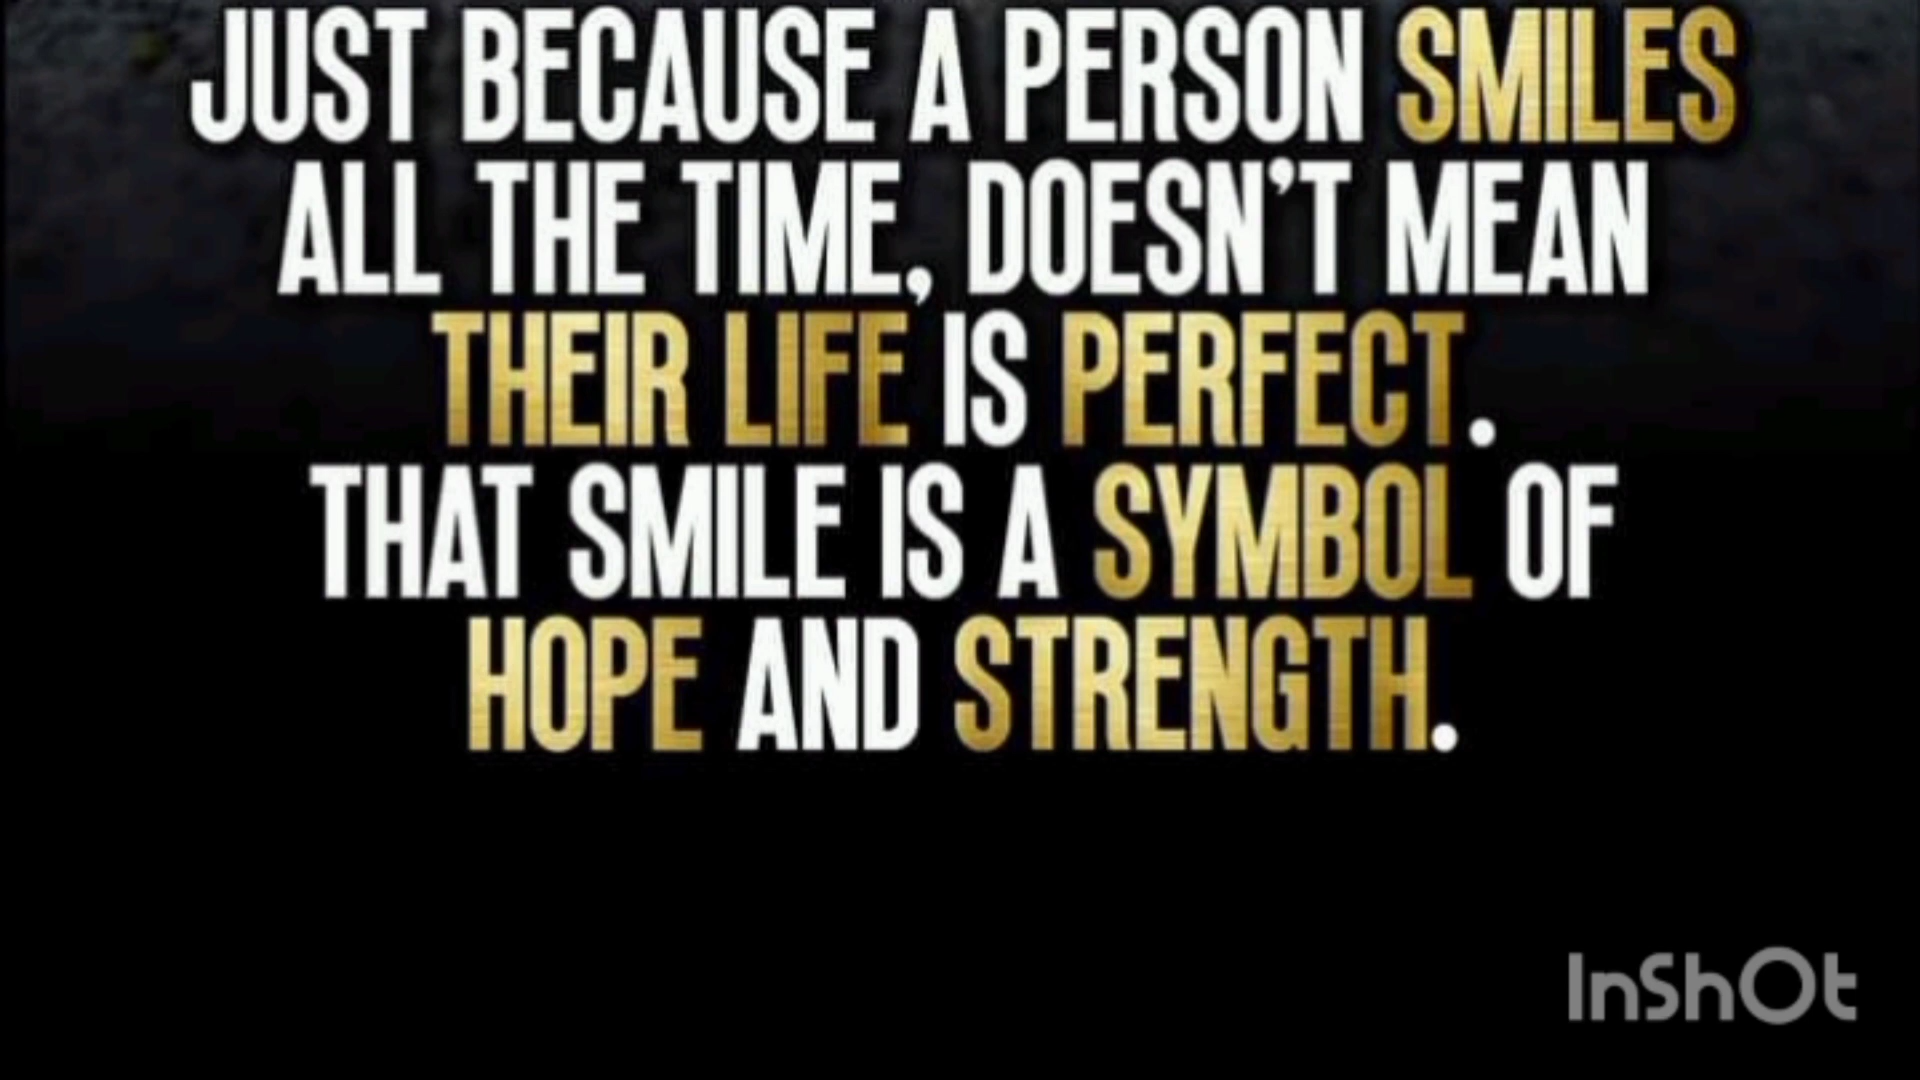 JUST BECAUSE A PERSON SMILES
ALL THE TIME, DOESN'T MEAN
THEIR LIFE IS PERFECT.
THAT SMILE IS A SYMBOL OF
HOPE AND STRENGTH.
InShOt